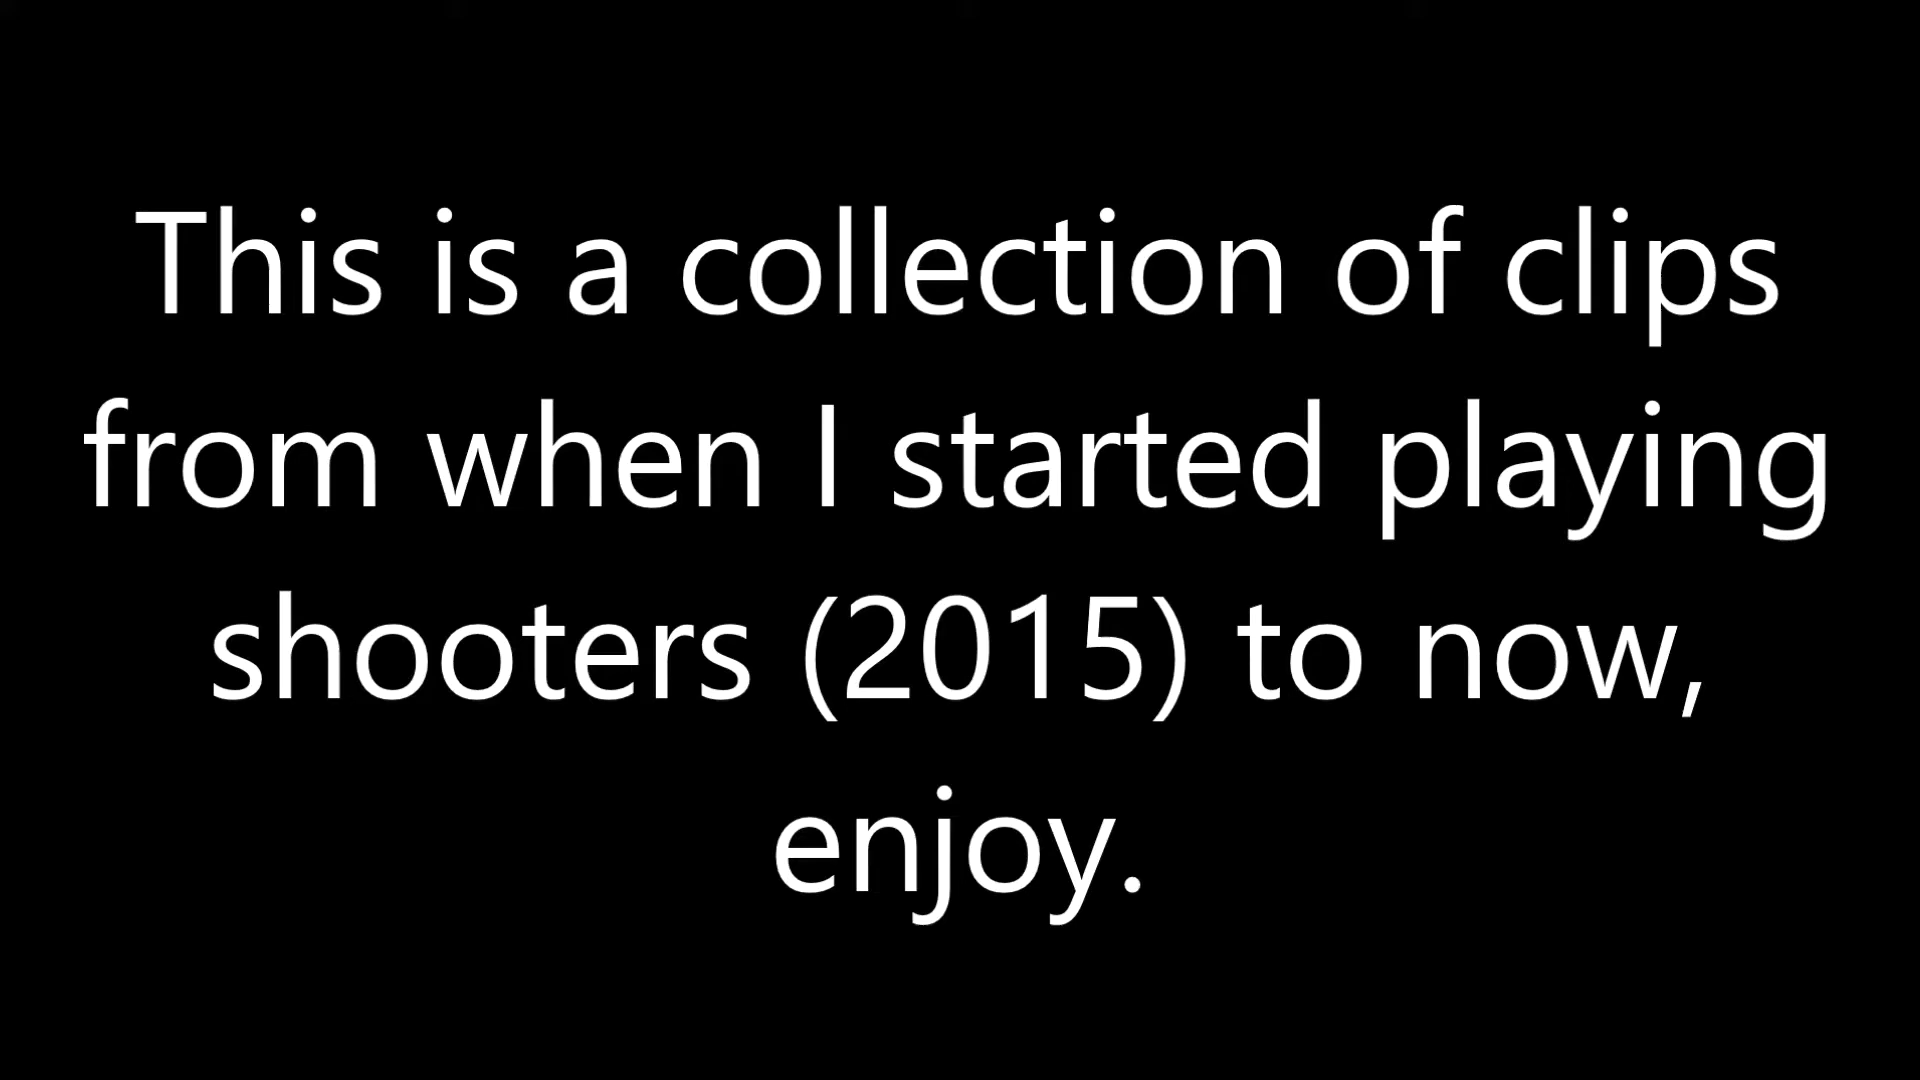 This is a collection of clips
from when I started playing
shooters (2015) to now,
enjoy.